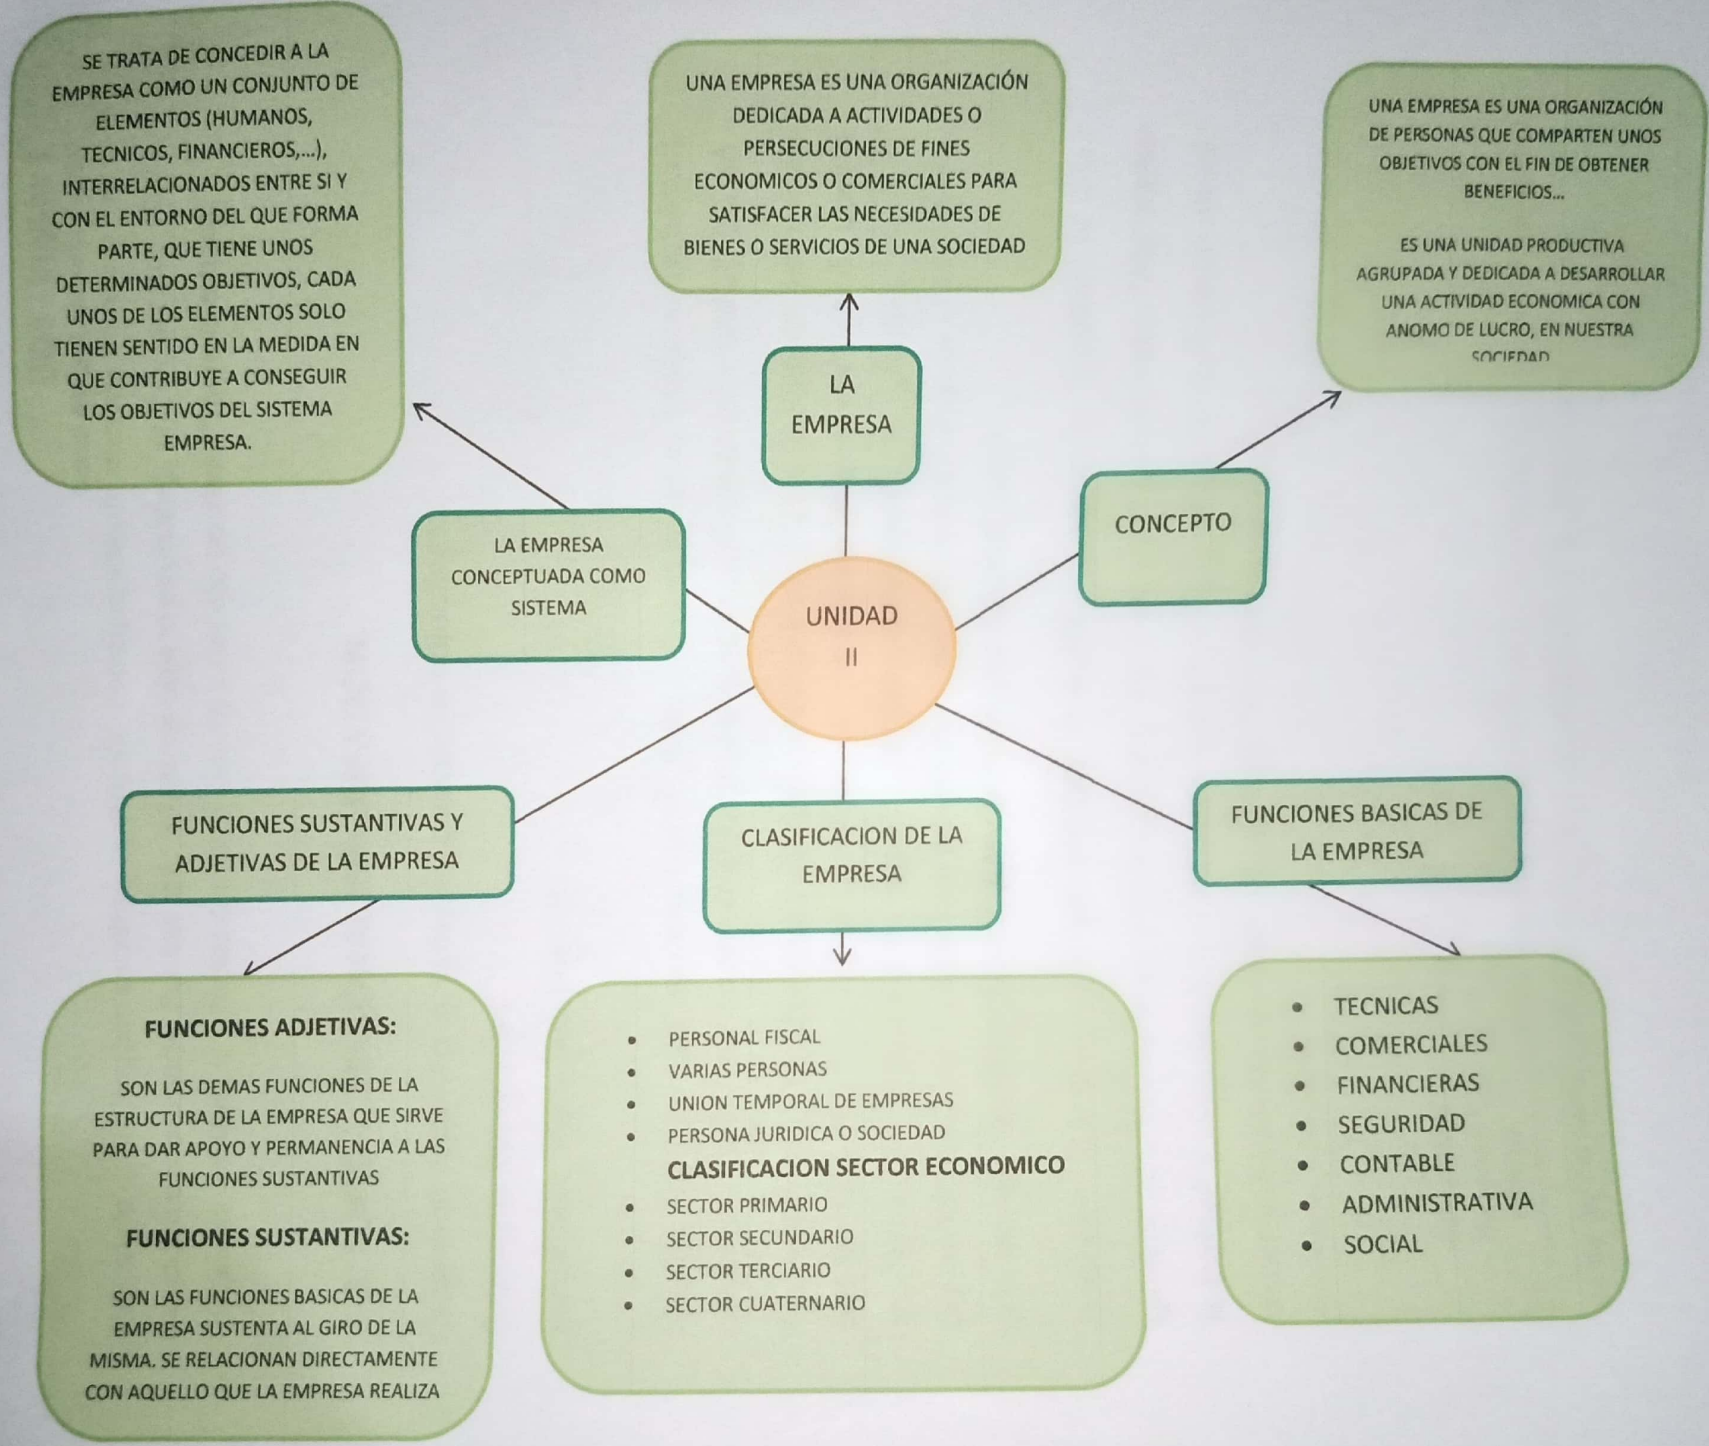 SE TRATA DE CONCEDIR A LA
EMPRESA COMO UN CONJUNTO DE
ELEMENTOS (HUMANOS,
TECNICOS, FINANCIEROS,...),
INTERRELACIONADOS ENTRE SI Y
CON EL ENTORNO DEL QUE FORMA
PARTE, QUE TIENE UNOS
DETERMINADOS OBJETIVOS, CADA
UNOS DE LOS ELEMENTOS SOLO
TIENEN SENTIDO EN LA MEDIDA EN
QUE CONTRIBUYE A CONSEGUIR
LOS OBJETIVOS DEL SISTEMA
EMPRESA.
UNA EMPRESA ES UNA ORGANIZACIÓN
DEDICADA A ACTIVIDADES O
PERSECUCIONES DE FINES
ECONOMICOS O COMERCIALES PARA
SATISFACER LAS NECESIDADES DE
BIENES O SERVICIOS DE UNA SOCIEDAD
UNA EMPRESA ES UNA ORGANIZACIÓN
DE PERSONAS QUE COMPARTEN UNOS
OBJETIVOS CON EL FIN DE OBTENER
BENEFICIOS...
ES UNA UNIDAD PRODUCTIVA
AGRUPADA Y DEDICADA A DESARROLLAR
UNA ACTIVIDAD ECONOMICA CON
ANOMO DE LUCRO, EN NUESTRA
SOCIEDAD
LA
EMPRESA
CONCEPTO
LA EMPRESA
CONCEPTUADA COMO
SISTEMA
UNIDAD
II
FUNCIONES SUSTANTIVAS Y
ADJETIVAS DE LA EMPRESA
CLASIFICACION DE LA
EMPRESA
FUNCIONES BASICAS DE
LA EMPRESA
FUNCIONES ADJETIVAS:
SON LAS DEMAS FUNCIONES DE LA
ESTRUCTURA DE LA EMPRESA QUE SIRVE
PARA DAR APOYO Y PERMANENCIA A LAS
FUNCIONES SUSTANTIVAS
FUNCIONES SUSTANTIVAS:
SON LAS FUNCIONES BASICAS DE LA
EMPRESA SUSTENTA AL GIRO DE LA
MISMA. SE RELACIONAN DIRECTAMENTE
CON AQUELLO QUE LA EMPRESA REALIZA
• PERSONAL FISCAL
• VARIAS PERSONAS
• UNION TEMPORAL DE EMPRESAS
• PERSONA JURIDICA O SOCIEDAD
CLASIFICACION SECTOR ECONOMICO
• SECTOR PRIMARIO
• SECTOR SECUNDARIO
• SECTOR TERCIARIO
• SECTOR CUATERNARIO
• TECNICAS
• COMERCIALES
• FINANCIERAS
• SEGURIDAD
• CONTABLE
• ADMINISTRATIVA
• SOCIAL